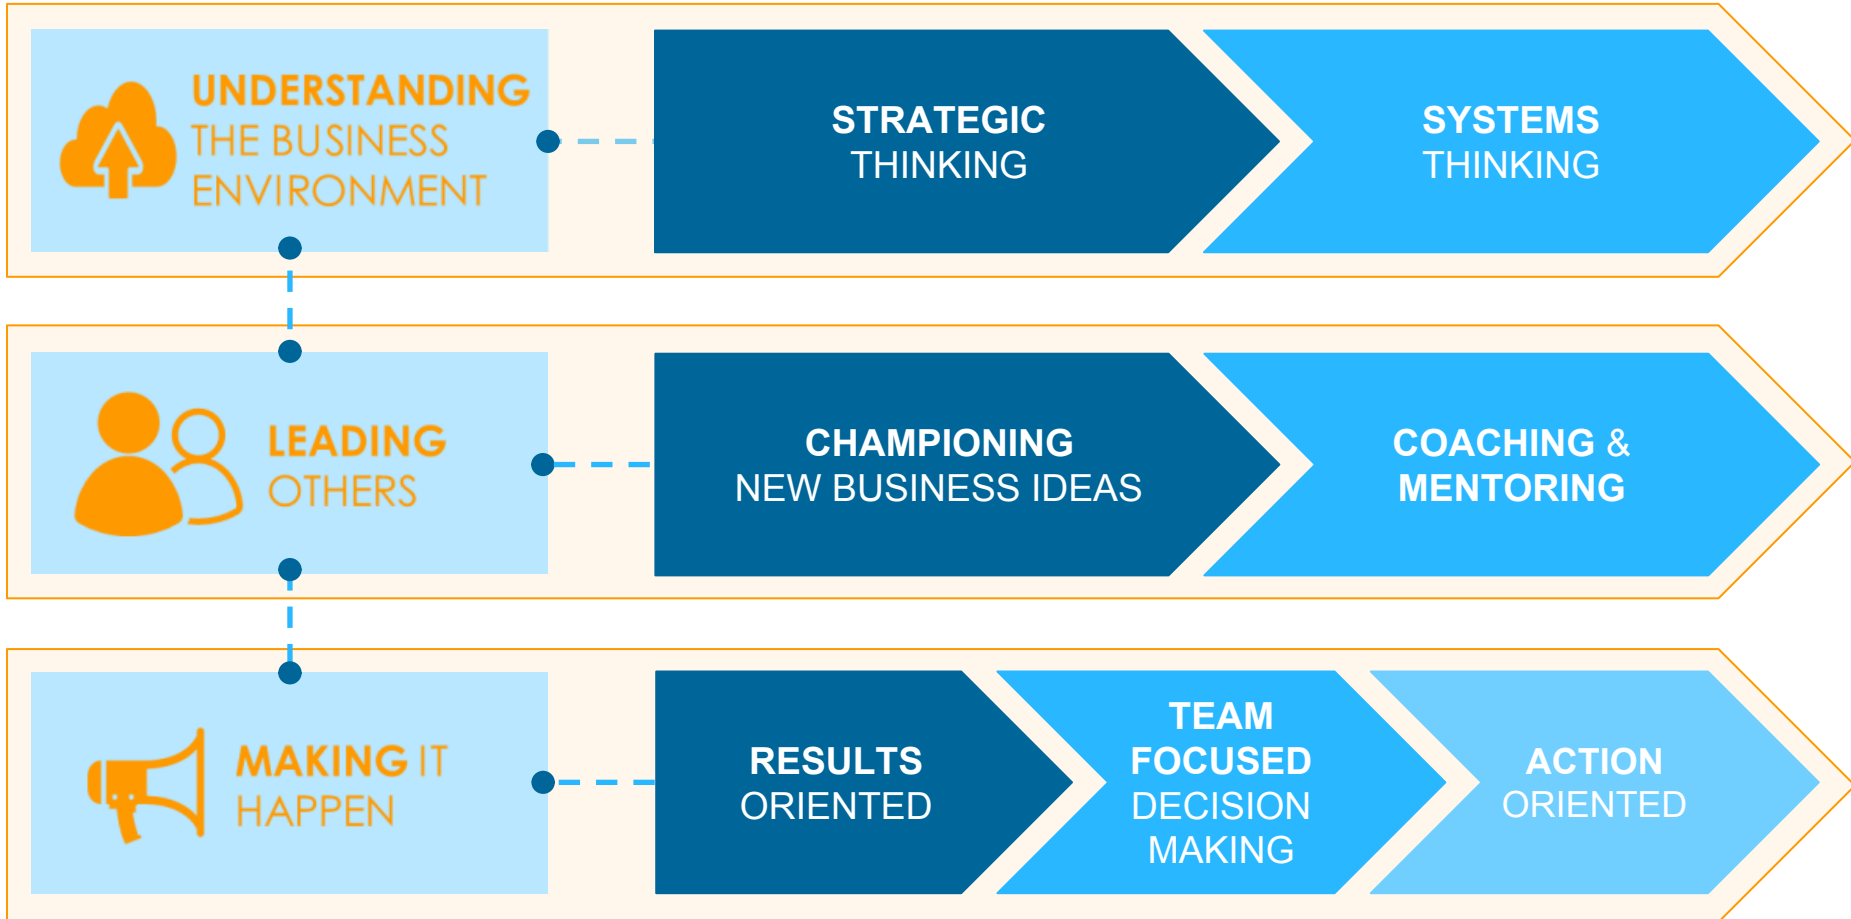 UNDERSTANDING
THE BUSINESS
ENVIRONMENT
STRATEGIC
THINKING
SYSTEMS
THINKING
LEADING
OTHERS
CHAMPIONING
NEW BUSINESS IDEAS
COACHING &
MENTORING
MAKING IT
HAPPEN
RESULTS
ORIENTED
TEAM
FOCUSED
DECISION
MAKING
ACTION
ORIENTED